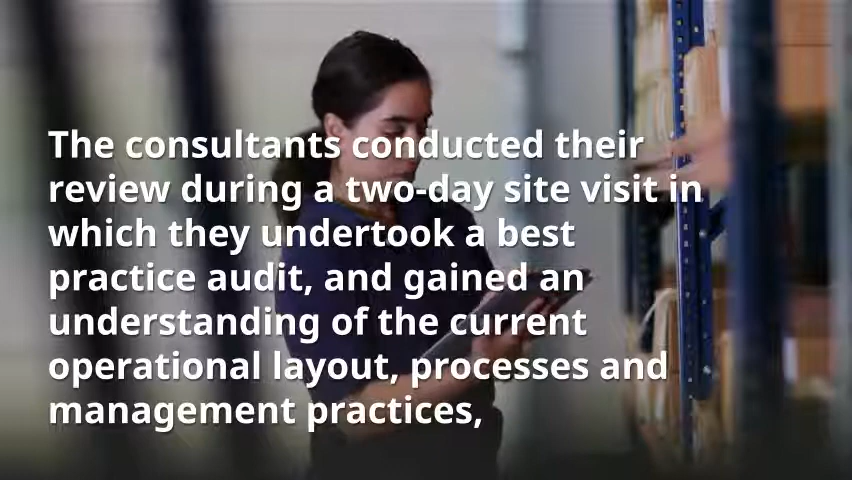 The consultants conducted their
review during a two-day site visit in
which they undertook a best
practice audit, and gained an
understanding of the current
operational layout, processes and
management practices,